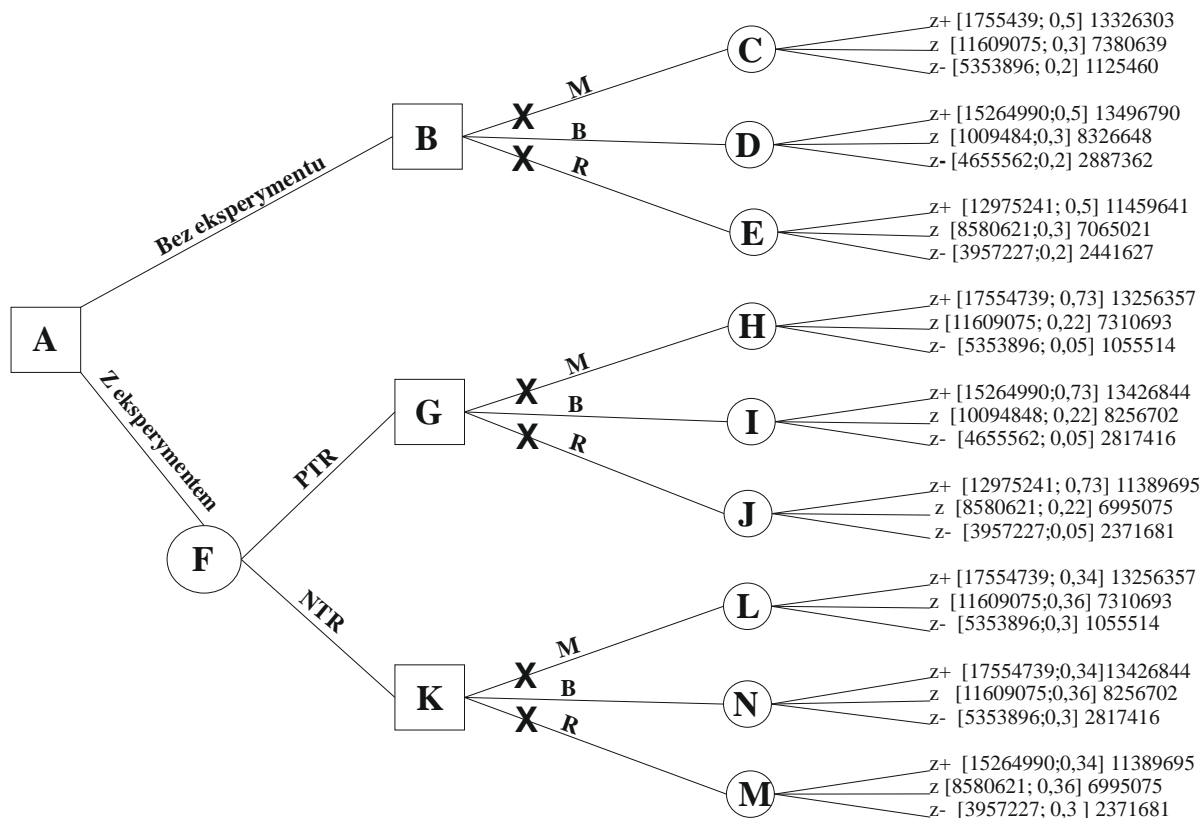 z+ [1755439; 0,5] 13326303
C
z [11609075; 0,3] 7380639
z- [5353896; 0,2] 1125460
M
X
z+ [15264990;0,5] 13496790
B
B
D
z [1009484;0,3] 8326648
z- [4655562;0,2] 2887362
X
R
Bez eksperymentu
z+ [12975241; 0,5] 11459641
E
z [8580621;0,3] 7065021
z- [3957227;0,2] 2441627
A
z+ [17554739; 0,73] 13256357
H
z [11609075; 0,22] 7310693
z- [5353896; 0,05] 1055514
M
X
Z eksperymentem
z+ [15264990;0,73] 13426844
G
B
I
z [10094848; 0,22] 8256702
z- [4655562; 0,05] 2817416
X
R
PTR
z+ [12975241; 0,73] 11389695
J
z [8580621; 0,22] 6995075
z- [3957227;0,05] 2371681
F
NTR
z+ [17554739; 0,34] 13256357
L
z [11609075;0,36] 7310693
z- [5353896;0,3] 1055514
M
X
z+ [17554739;0,34]13426844
K
B
N
z [11609075;0,36] 8256702
z- [5353896;0,3] 2817416
X
R
z+ [15264990;0,34] 11389695
M
z [8580621; 0,36] 6995075
z- [3957227; 0,3 ] 2371681